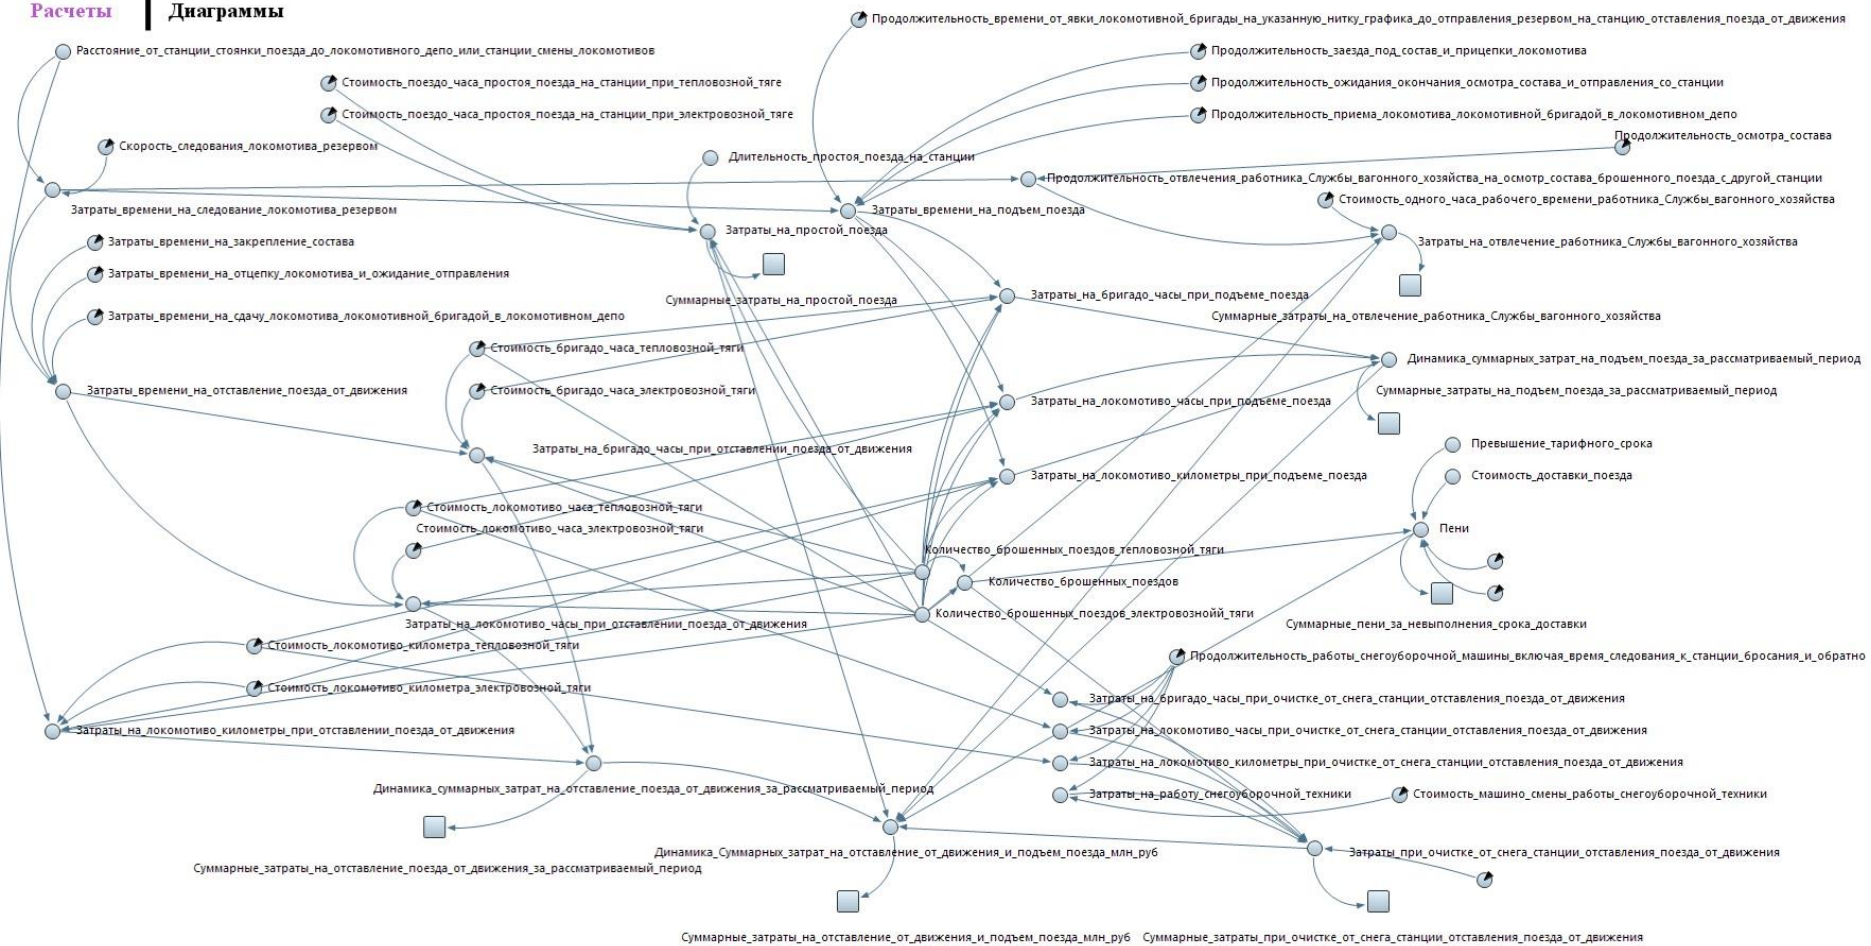 Расчеты
Диаграммы
Продолжительность_времени_от_явки_локомотивной_бригады_на_указанную_нитку_графика_до_отправления_резервом_на_станцию_отставления_поезда_от_движения
Расстояние_от_станции_стоянки_поезда_до_локомотивного_депо_или_станции_смены_локомотивов
Продолжительность_заезда_под_состав_и_прицепки_локомотива
Стоимость_поездо_часа_простоя_поезда_на_станции_при_тепловозной_тяге
Продолжительность_ожидания_окончания_осмотра_состава_и_отправления_со_станции
Стоимость_поездо_часа_простоя_поезда_на_станции_при_электровозной_тяге
Продолжительность_приема_локомотива_локомотивной_бригадой_в_локомотивном_депо
Продолжительность_осмотра_состава
Скорость_следования_локомотива_резервом
Длительность_простоя_поезда_на_станции
Продолжительность_отвлечения_работника_Службы_вагонного_хозяйства_на_осмотр_состава_брошенного_поезда_с_другой_станции
Стоимость_одного_часа_рабочего_времени_работника_Службы_вагонного_хозяйства
Затраты_времени_на_следование_локомотива_резервом
Затраты_времени_на_подъем_поезда
Затраты_на_простой_поезда
Затраты_времени_на_закрепление_состава
Затраты_на_отвлечение_работника_Службы_вагонного_хозяйства
Затраты_времени_на_отцепку_локомотива_и_ожидание_отправления
Суммарные_затраты_на_простой_поезда
Затраты_на_бригадо_часы_при_подъеме_поезда
Затраты_времени_на_сдачу_локомотива_локомотивной_бригадой_в_локомотивном_депо
Суммарные_затраты_на_отвлечение_работника_Службы_вагонного_хозяйства
Стоимость_бригадо_часа_тепловозной_тяги
Динамика_суммарных_затрат_на_подъем_поезда_за_рассматриваемый_период
Затраты_времени_на_отставление_поезда_от_движения
Стоимость_бригадо_часа_электровозной_тяги
Суммарные_затраты_на_подъем_поезда_за_рассматриваемый_период
Затраты_на_локомотиво_часы_при_подъеме_поезда
Затраты_на_бригадо_часы_при_отставлении_поезда_от_движения
Превышение_тарифного_срока
Затраты_на_локомотиво_километры_при_подъеме_поезда
Стоимость_доставки_поезда
Стоимость_локомотиво_часа_тепловозной_тяги
Стоимость_локомотиво_часа_электровозной_тяги
Пени
Количество_брошенных_поездов_тепловозной_тяги
Количество_брошенных_поездов
Количество_брошенных_поездов_электровознойй_тяги
Затраты_на_локомотиво_часы_при_отставлении_поезда_от_движения
Суммарные_пени_за_невыполнения_срока_доставки
Стоимость_локомотиво_километра_тепловозной_тяги
Продолжительность_работы_снегоуборочной_машины_включая_время_следования_к_станции_бросания_и_обратно
Стоимость_локомотиво_километра_электровозной_тяги
Затраты_на_бригадо_часы_при_очистке_от_снега_станции_отставления_поезда_от_движения
Затраты_на_локомотиво_километры_при_отставлении_поезда_от_движения
Затраты_на_локомотиво_часы_при_очистке_от_снега_станции_отставления_поезда_от_движения
Затраты_на_локомотиво_километры_при_очистке_от_снега_станции_отставления_поезда_от_движения
Динамика_суммарных_затрат_на_отставление_поезда_от_движения_за_рассматриваемый_период
Затраты_на_работу_снегоуборочной_техники
Стоимость_машино_смены_работы_снегоуборочной_техники
Динамика_Суммарных_затрат_на_отставление_от_движения_и_подъем_поезда_млн_руб
Затраты_при_очистке_от_снега_станции_отставления_поезда_от_движения
Суммарные_затраты_на_отставление_поезда_от_движения_за_рассматриваемый_период
Суммарные_затраты_на_отставление_от_движения_и_подъем_поезда_млн_руб
Суммарные_затраты_при_очистке_от_снега_станции_отставления_поезда_от_движения